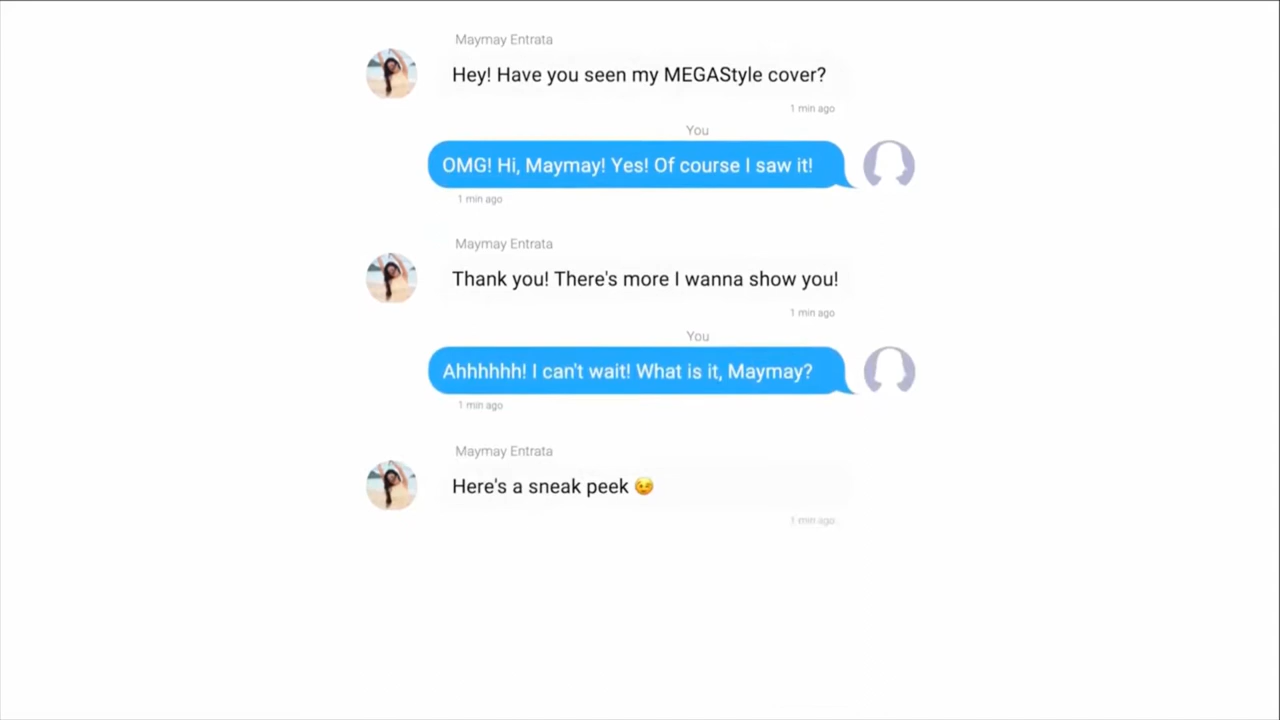 Maymay Entrata
Hey! Have you seen my MEGAStyle cover?
1 min ago
You
OMG! Hi, Maymay! Yes! Of course I saw it!
1 min ago
Maymay Entrata
Thank you! There's more I wanna show you!
1 min ago
You
Ahhhhhh! I can't wait! What is it, Maymay?
1 min ago
Maymay Entrata
Here's a sneak peek 😉
1 min ago